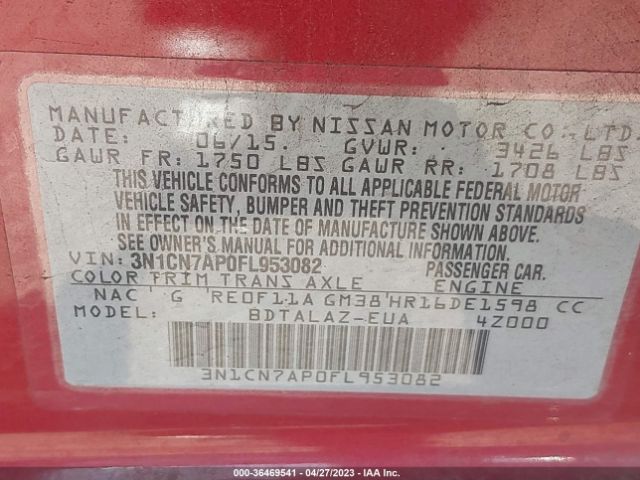 MANUFACTURED BY NISSAN MOTOR CO.,LTD.
DATE: 06/15. GVWR: 3426 LBS
GAWR FR: 1750 LBS GAWR RR: 1708 LBS
THIS VEHICLE CONFORMS TO ALL APPLICABLE FEDERAL MOTOR
VEHICLE SAFETY, BUMPER AND THEFT PREVENTION STANDARDS
IN EFFECT ON THE DATE OF MANUFACTURE SHOWN ABOVE.
SEE OWNER'S MANUAL FOR ADDITIONAL INFORMATION.
VIN: 3N1CN7AP0FL953082 PASSENGER CAR.
COLOR TRIM TRANS AXLE ENGINE
NAC G RE0F11A GM38 HR16DE1598 CC
BDTALAZ-EUA 4Z000
3N1CN7AP0FL953082
000-36469541 - 04/27/2023 - IAA Inc.